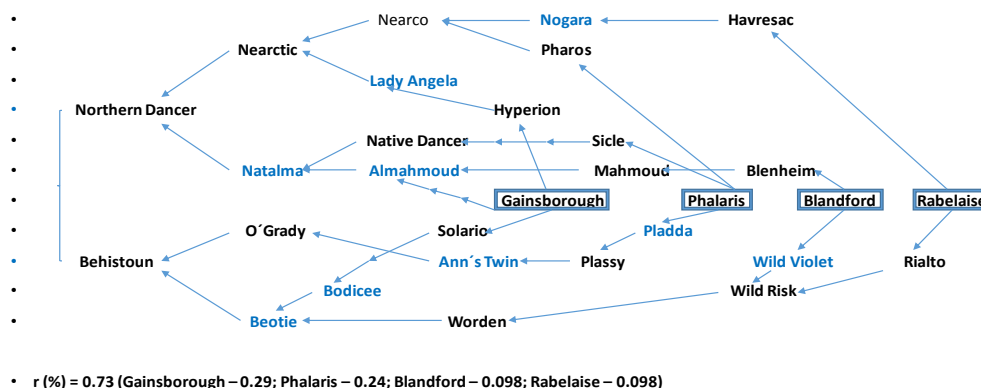 • Nearco Nogara Havresac
• Nearctic Pharos
• Lady Angela
• Northern Dancer Hyperion
• Native Dancer Sicle
• Natalma Almahmoud Mahmoud Blenheim
• Gainsborough Phalaris Blandford Rabelaise
• O´Grady Solario Pladda
• Behistoun Ann´s Twin Plassy Wild Violet Rialto
• Bodicee Wild Risk
• Beotie Worden
• r (%) = 0.73 (Gainsborough – 0.29; Phalaris – 0.24; Blandford – 0.098; Rabelaise – 0.098)